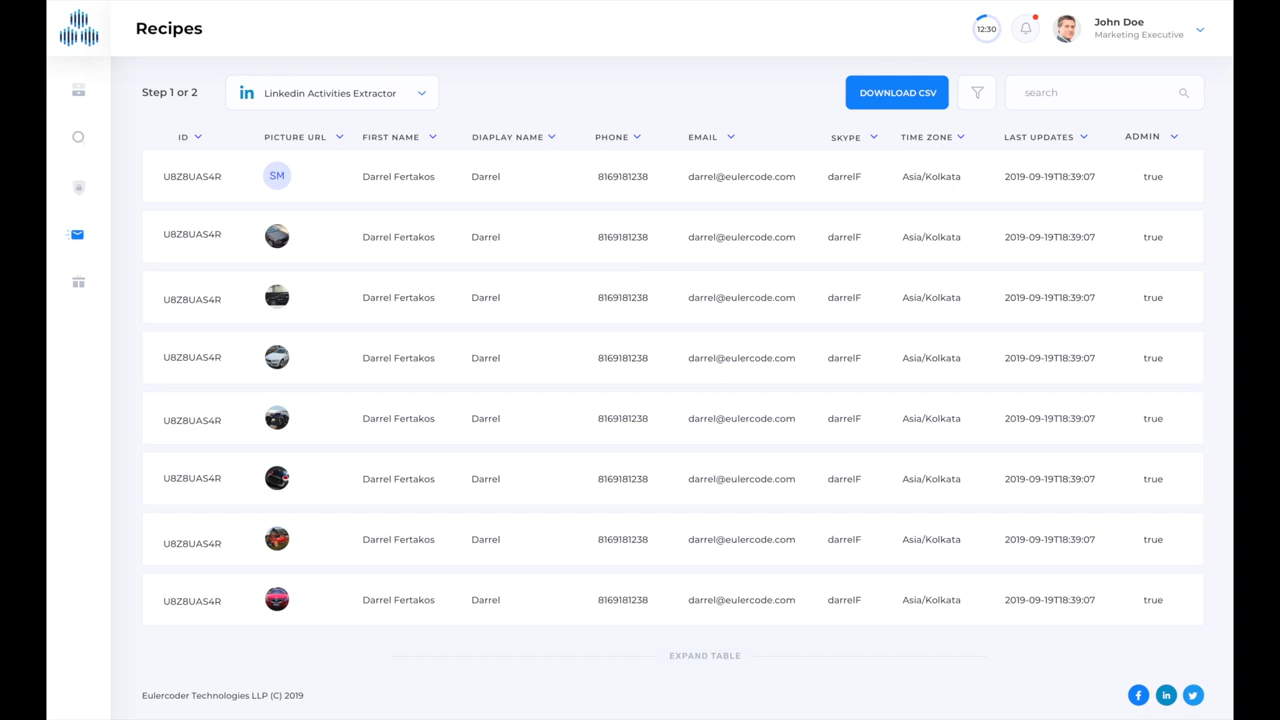 Recipes
12:30
John Doe
Marketing Executive
Step 1 or 2
in Linkedin Activities Extractor
DOWNLOAD CSV
search
ID PICTURE URL FIRST NAME DIAPLAY NAME PHONE EMAIL SKYPE TIME ZONE LAST UPDATES ADMIN
U8Z8UAS4R SM Darrel Fertakos Darrel 8169181238 darrel@eulercode.com darrelF Asia/Kolkata 2019-09-19T18:39:07 true
U8Z8UAS4R Darrel Fertakos Darrel 8169181238 darrel@eulercode.com darrelF Asia/Kolkata 2019-09-19T18:39:07 true
U8Z8UAS4R Darrel Fertakos Darrel 8169181238 darrel@eulercode.com darrelF Asia/Kolkata 2019-09-19T18:39:07 true
U8Z8UAS4R Darrel Fertakos Darrel 8169181238 darrel@eulercode.com darrelF Asia/Kolkata 2019-09-19T18:39:07 true
U8Z8UAS4R Darrel Fertakos Darrel 8169181238 darrel@eulercode.com darrelF Asia/Kolkata 2019-09-19T18:39:07 true
U8Z8UAS4R Darrel Fertakos Darrel 8169181238 darrel@eulercode.com darrelF Asia/Kolkata 2019-09-19T18:39:07 true
U8Z8UAS4R Darrel Fertakos Darrel 8169181238 darrel@eulercode.com darrelF Asia/Kolkata 2019-09-19T18:39:07 true
U8Z8UAS4R Darrel Fertakos Darrel 8169181238 darrel@eulercode.com darrelF Asia/Kolkata 2019-09-19T18:39:07 true
EXPAND TABLE
Eulercoder Technologies LLP (C) 2019
f in